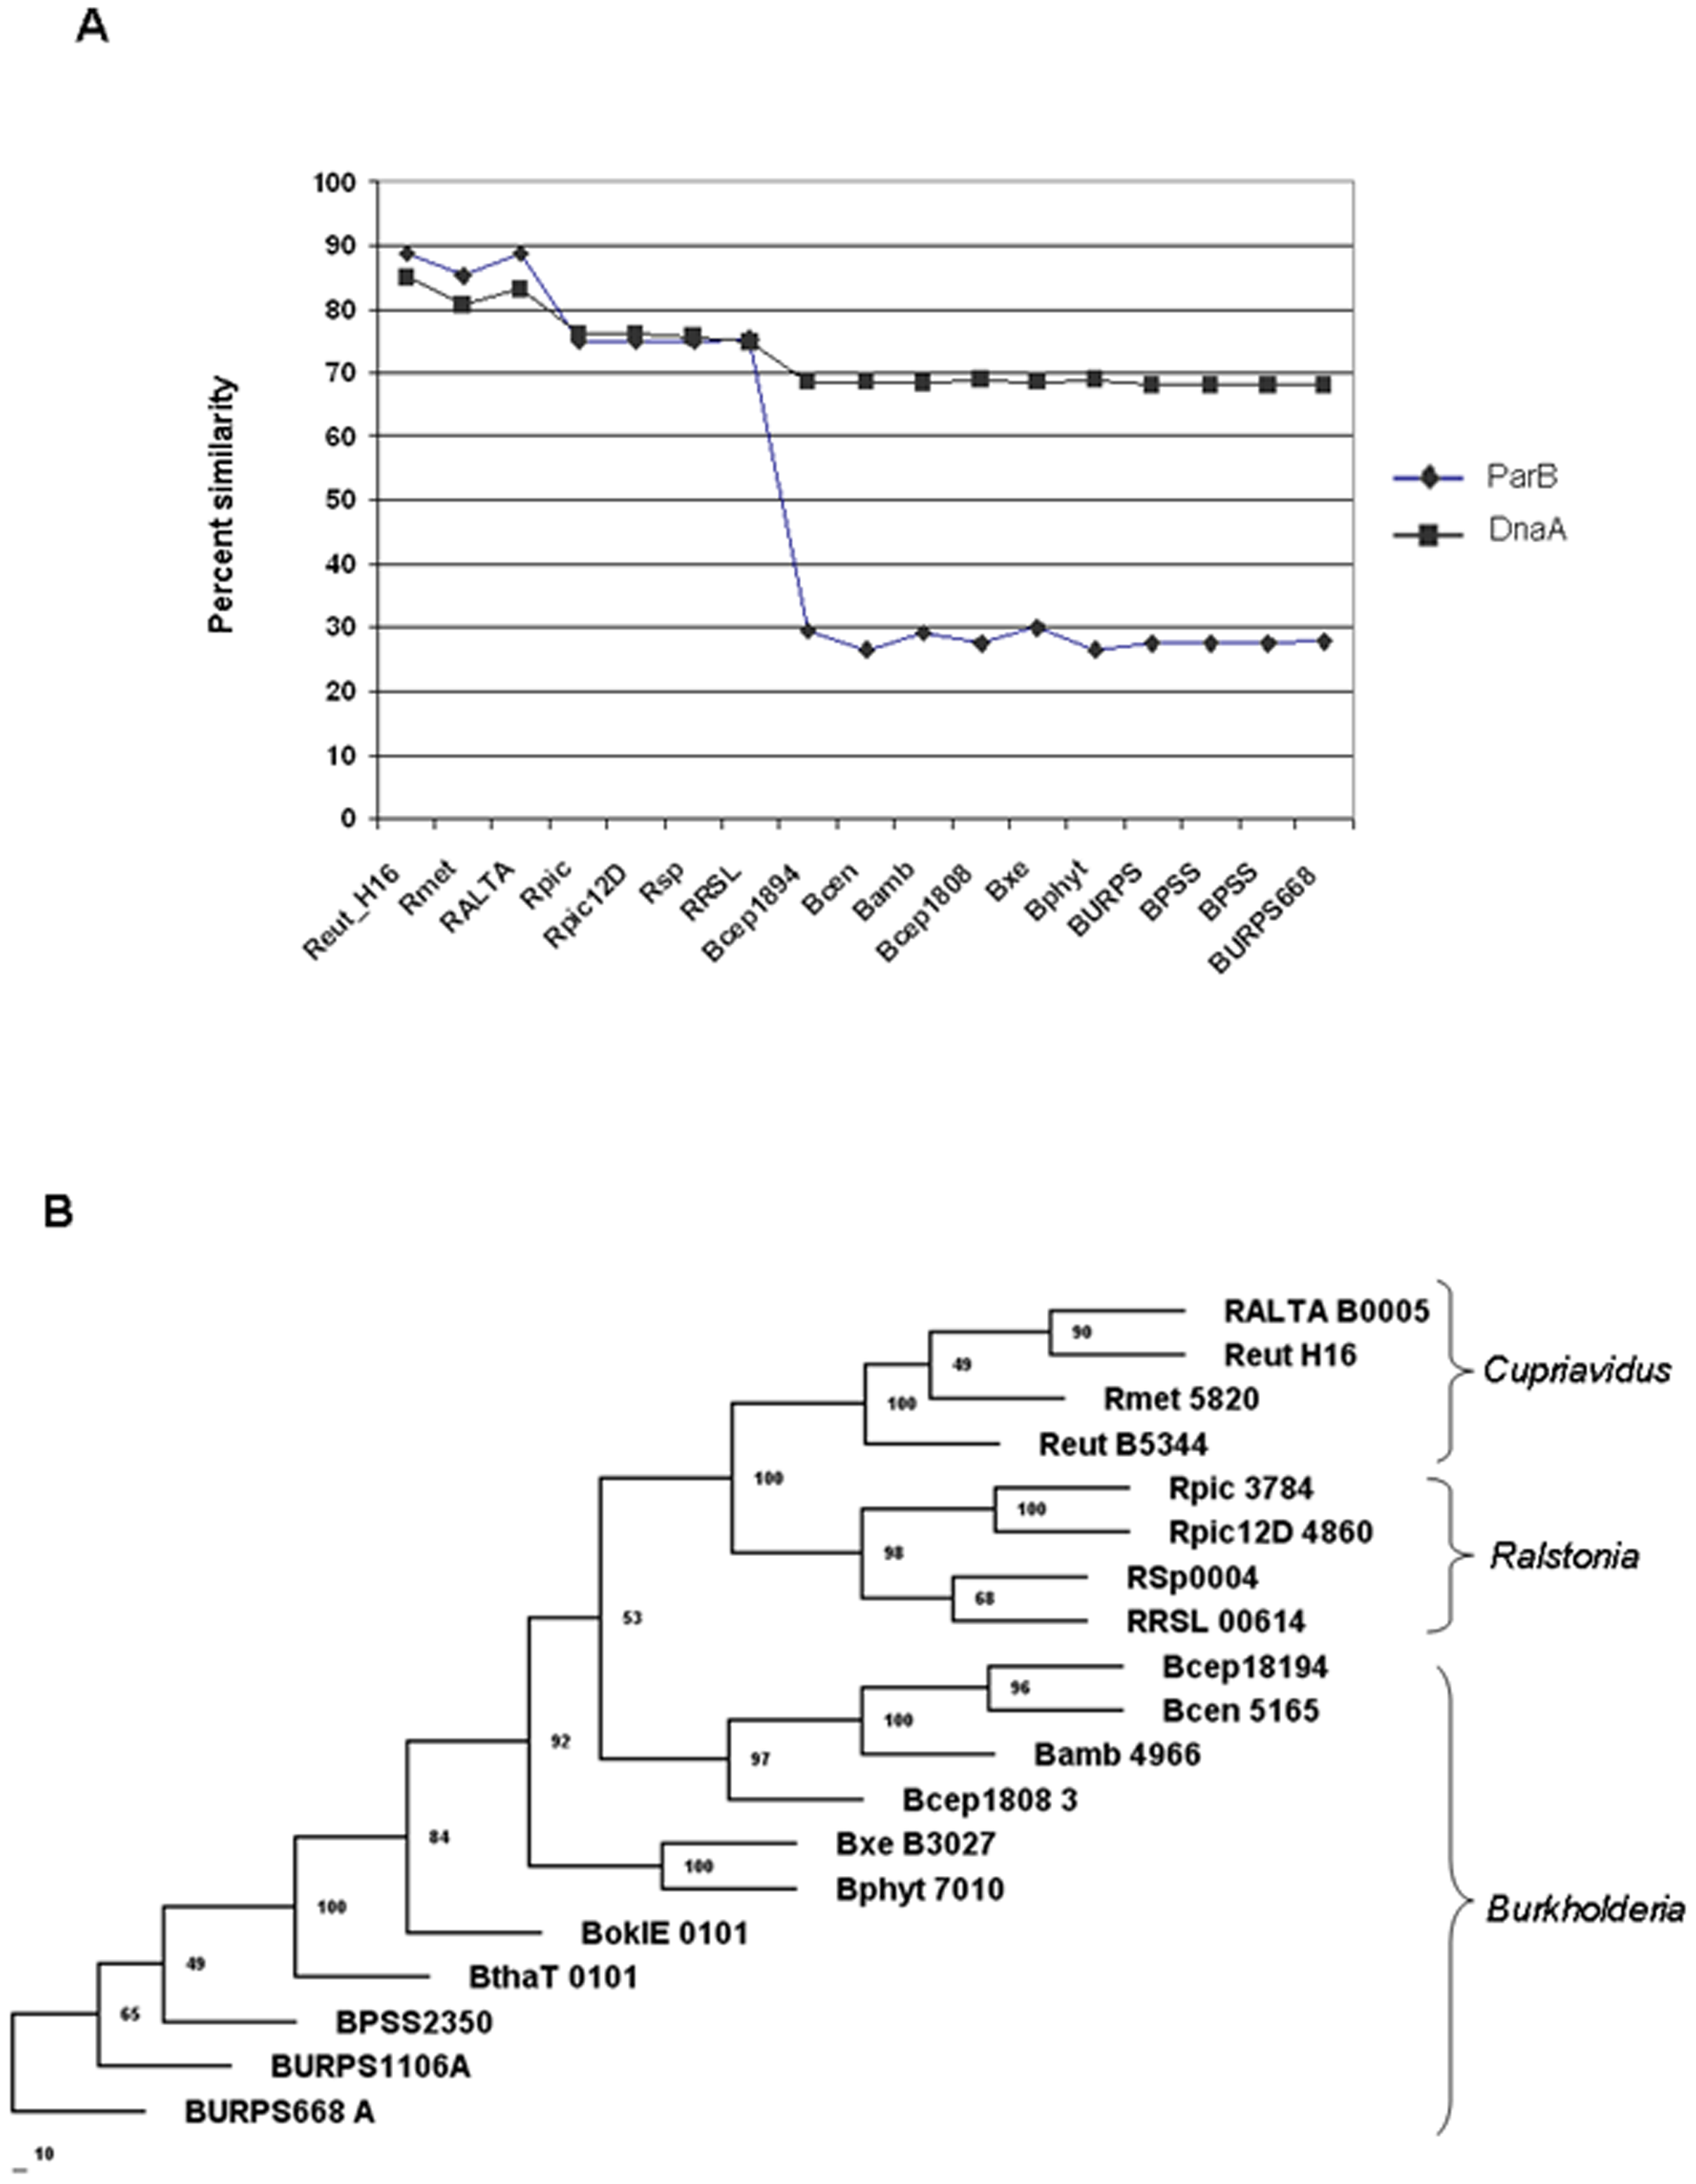 A
100
90
80
70
60
50
40
30
20
10
0
Percent similarity
Reut_H16
Rmet
RALTA
Rpic
Rpic12D
Rsp
RRSL
Bcep1894
Bcen
Bamb
Bcep1808
Bxe
Bphyt
BURPS
BPSS
BPSS
BURPS668
ParB
DnaA
B
RALTA B0005
90
Reut H16
49
Cupriavidus
Rmet 5820
100
Reut B5344
100
Rpic 3784
100
Rpic12D 4860
98
Ralstonia
RSp0004
68
RRSL 00614
53
Bcep18194
96
Bcen 5165
100
Bamb 4966
97
92
Bcep1808 3
84
Bxe B3027
100
Bphyt 7010
100
Burkholderia
BokIE 0101
49
BthaT 0101
65
BPSS2350
BURPS1106A
BURPS668 A
10